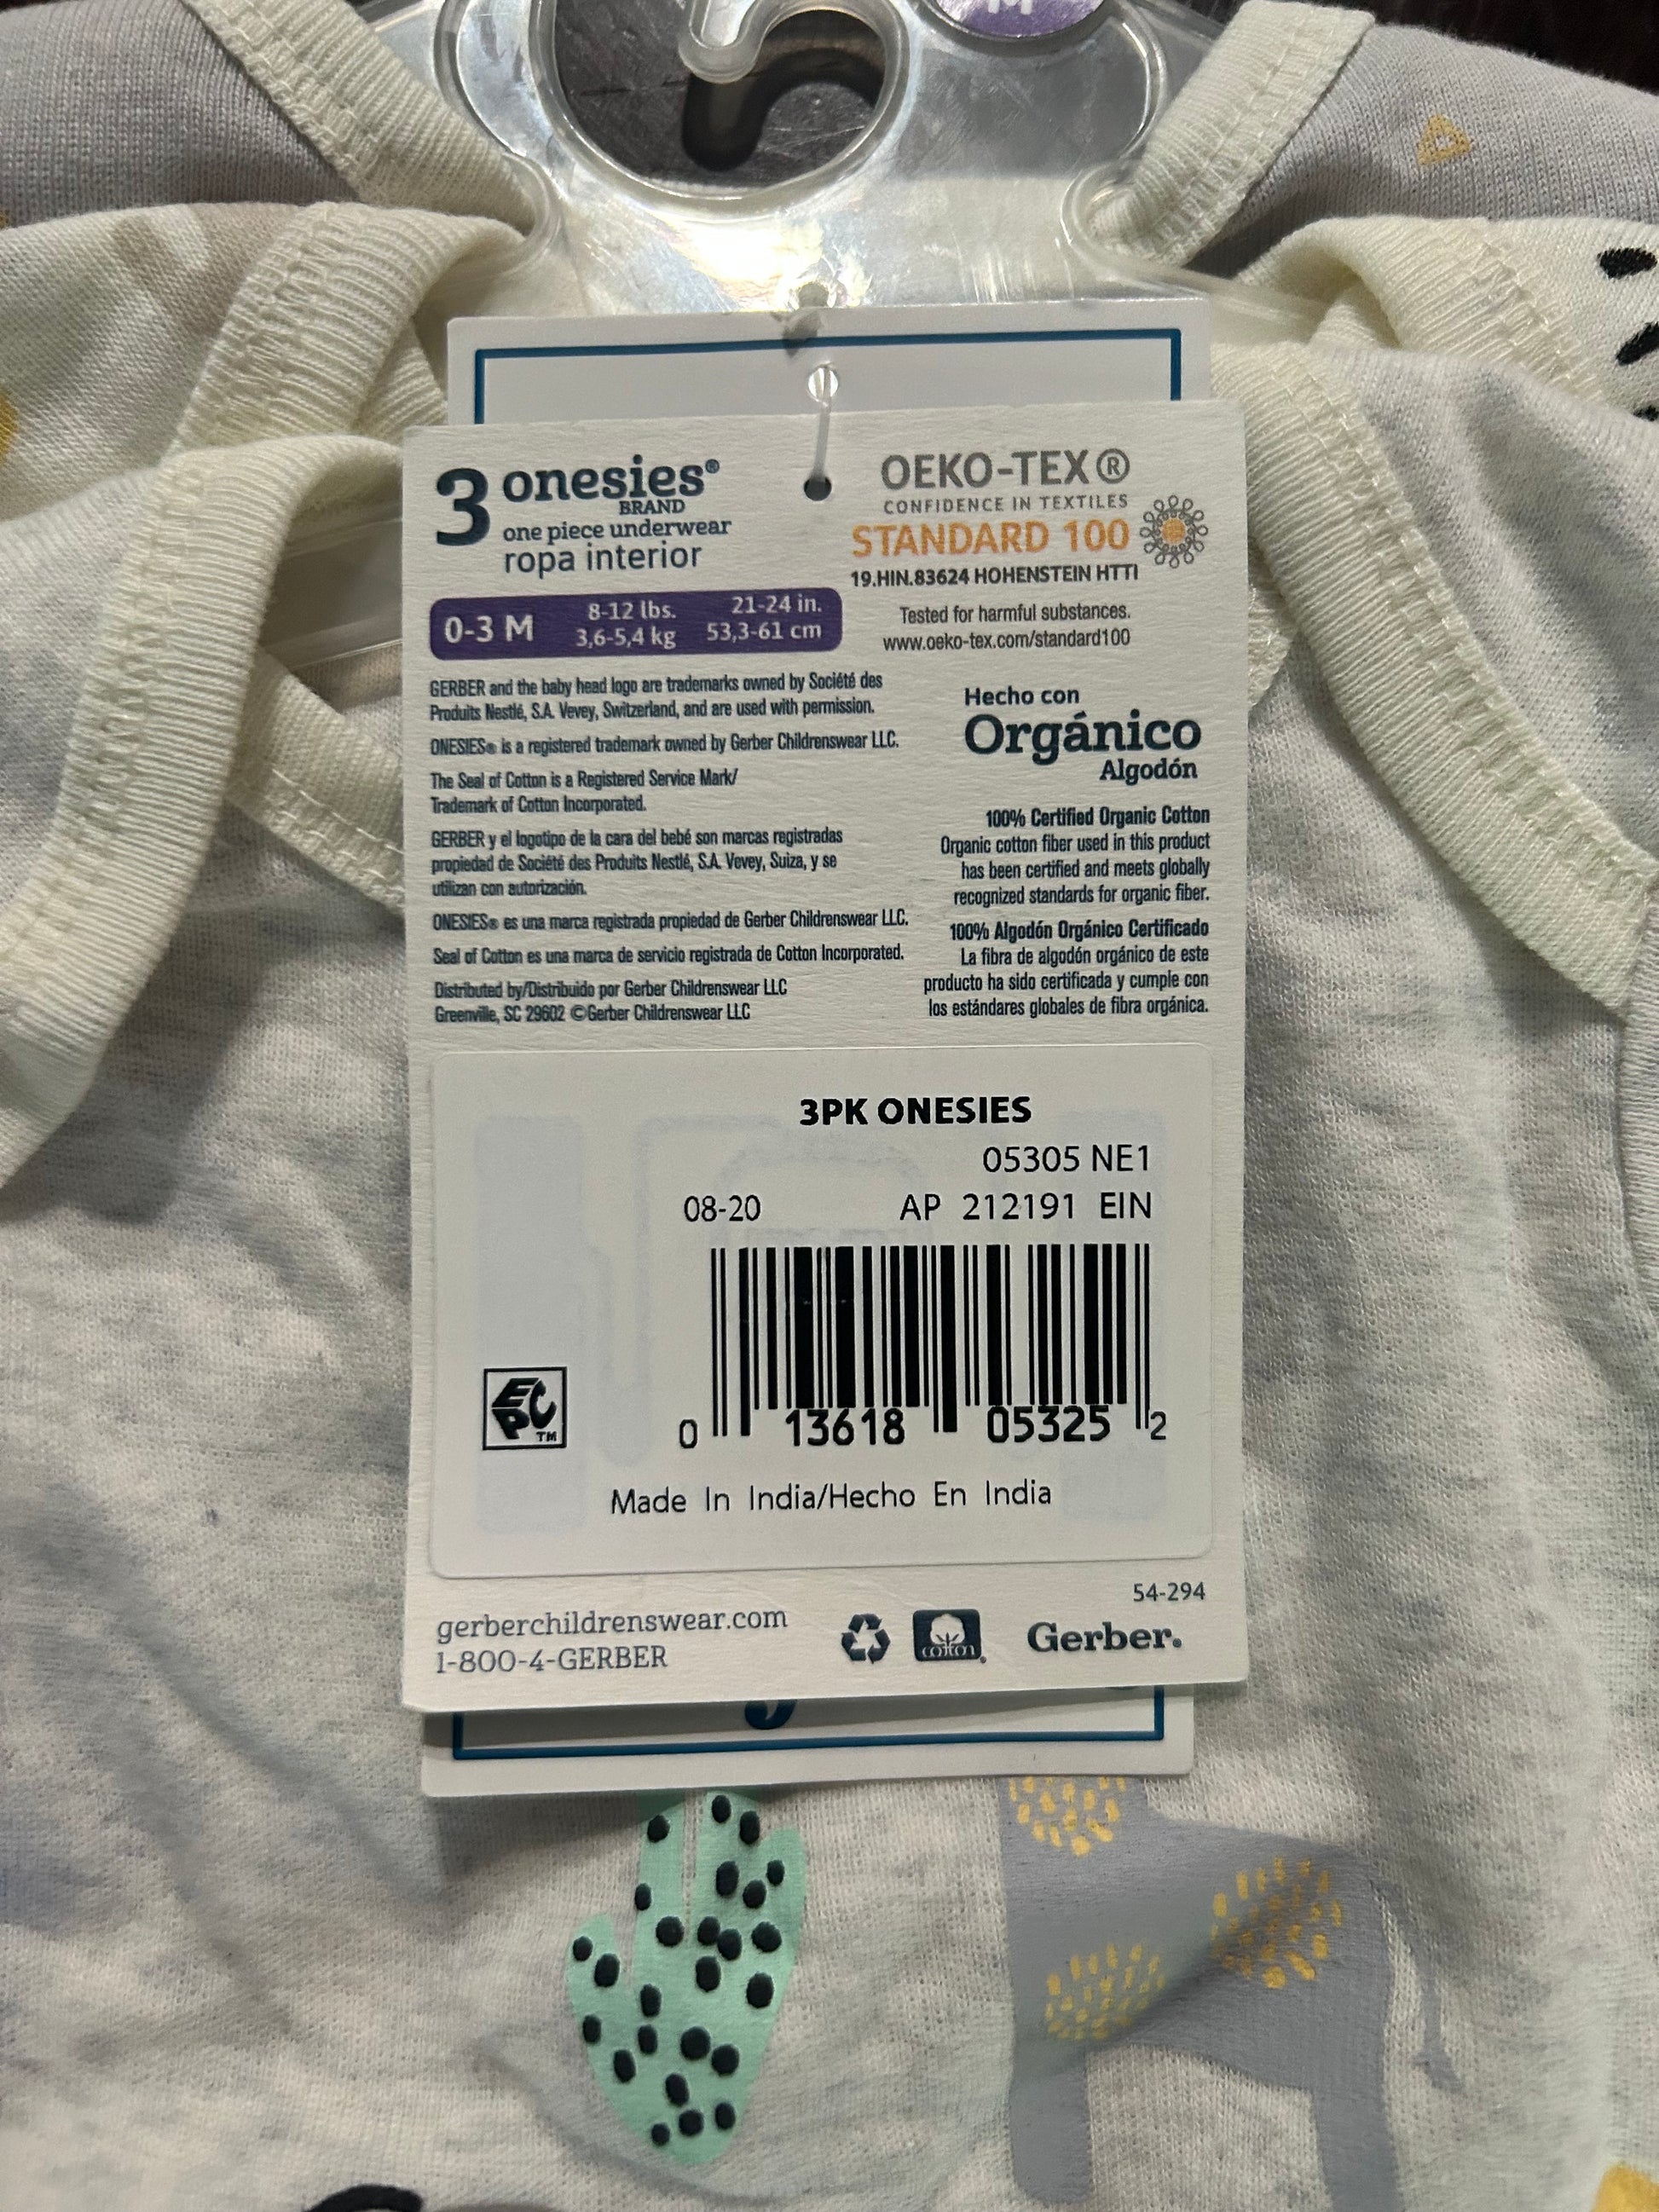 3 onesies®
BRAND
one piece underwear
ropa interior
0-3 M 8-12 lbs. 21-24 in.
3,6-5,4 kg 53,3-61 cm
OEKO-TEX®
CONFIDENCE IN TEXTILES
STANDARD 100
19.HIN.83624 HOHENSTEIN HTTI
Tested for harmful substances.
www.oeko-tex.com/standard100
GERBER and the baby head logo are trademarks owned by Société des
Produits Nestlé, S.A. Vevey, Switzerland, and are used with permission.
ONESIES® is a registered trademark owned by Gerber Childrenswear LLC.
The Seal of Cotton is a Registered Service Mark/
Trademark of Cotton Incorporated.
GERBER y el logotipo de la cara del bebé son marcas registradas
propiedad de Société des Produits Nestlé, S.A. Vevey, Suiza, y se
utilizan con autorización.
ONESIES® es una marca registrada propiedad de Gerber Childrenswear LLC.
Seal of Cotton es una marca de servicio registrada de Cotton Incorporated.
Distributed by/Distribuido por Gerber Childrenswear LLC
Greenville, SC 29602 ©Gerber Childrenswear LLC
Hecho con
Orgánico
Algodón
100% Certified Organic Cotton
Organic cotton fiber used in this product
has been certified and meets globally
recognized standards for organic fiber.
100% Algodón Orgánico Certificado
La fibra de algodón orgánico de este
producto ha sido certificada y cumple con
los estándares globales de fibra orgánica.
3PK ONESIES
05305 NE1
08-20 AP 212191 EIN
0 13618 05325 2
EPC™
Made In India/Hecho En India
54-294
gerberchildrenswear.com
1-800-4-GERBER
cotton®
Gerber®